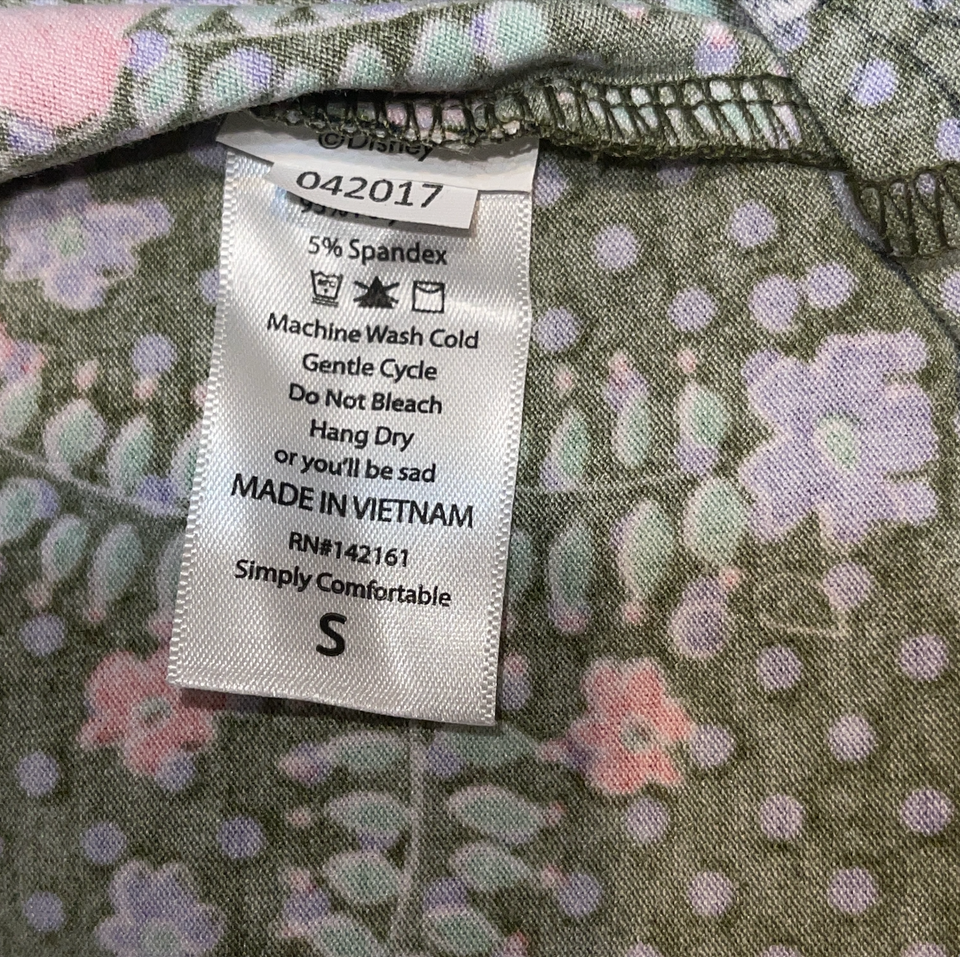 ©Disney
042017
5% Spandex
Machine Wash Cold
Gentle Cycle
Do Not Bleach
Hang Dry
or you'll be sad
MADE IN VIETNAM
RN#142161
Simply Comfortable
S